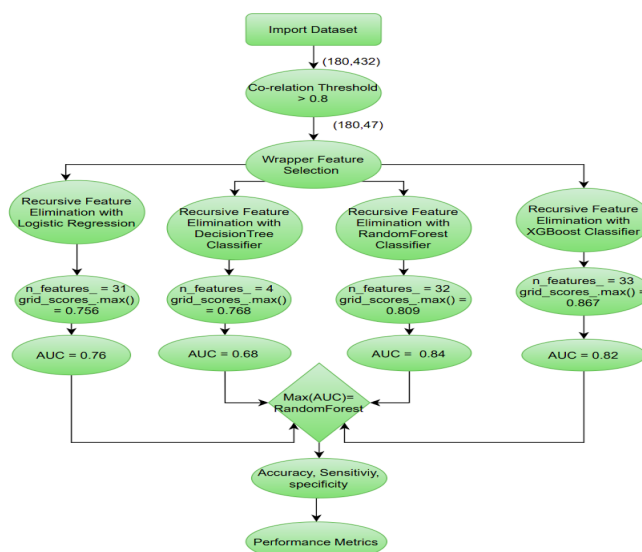 Import Dataset
(180,432)
Co-relation Threshold
> 0.8
(180,47)
Wrapper Feature
Selection
Recursive Feature
Elimination with
Logistic Regression
Recursive Feature
Elimination with
DecisionTree
Classifier
Recursive Feature
Elimination with
RandomForest
Classifier
Recursive Feature
Elimination with
XGBoost Classifier
n_features_ = 31
grid_scores_.max()
= 0.756
n_features_ = 4
grid_scores_.max()
= 0.768
n_features_ = 32
grid_scores_.max() =
0.809
n_features_ = 33
grid_scores_.max() =
0.867
AUC = 0.76
AUC = 0.68
AUC = 0.84
AUC = 0.82
Max(AUC)=
RandomForest
Accuracy, Sensitiviy,
specificity
Performance Metrics